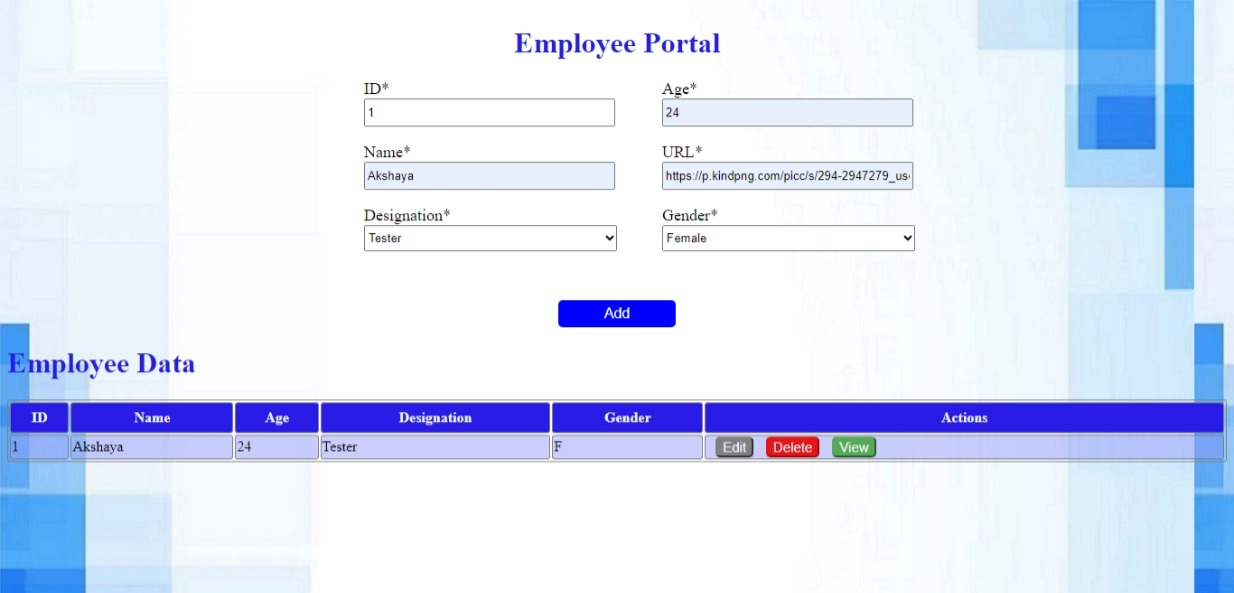 Employee Portal
ID* Age*
1 24
Name* URL*
Akshaya https://p.kindpng.com/picc/s/294-2947279_us
Designation* Gender*
Tester Female
Add
Employee Data
ID Name Age Designation Gender Actions
1 Akshaya 24 Tester F Edit Delete View